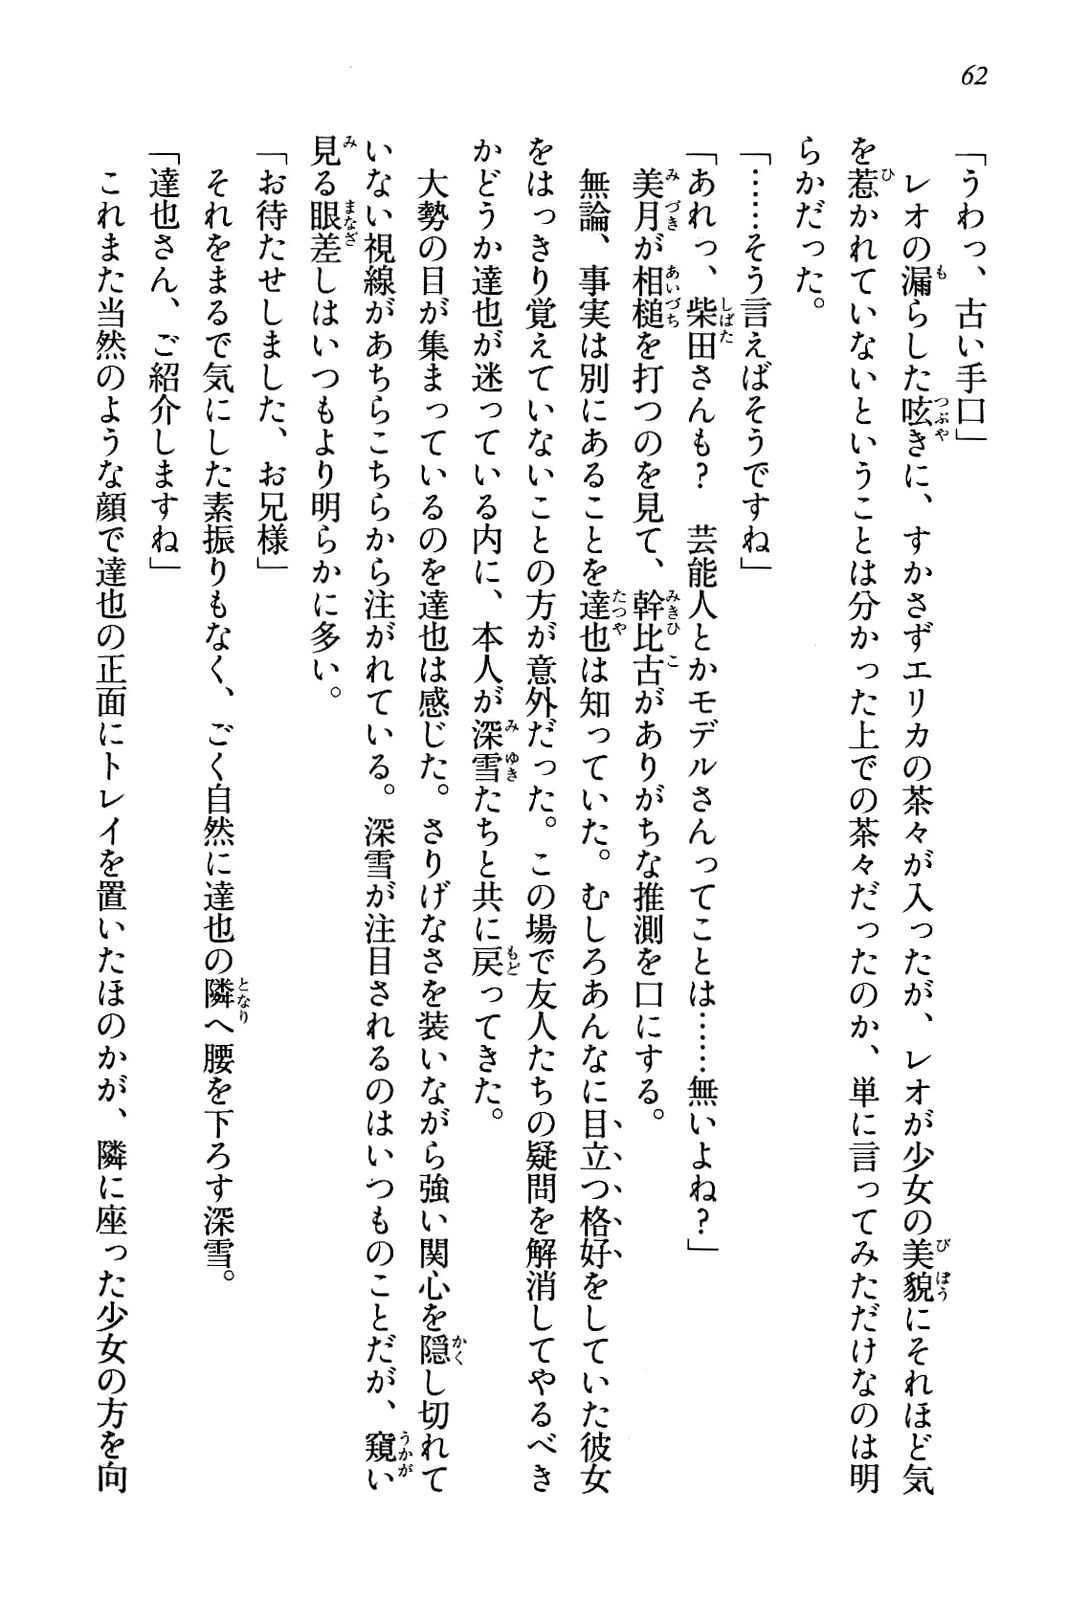 62
「うわっ、古い手口」
レオの漏らした呟きに、すかさずエリカの茶々が入ったが、レオが少女の美貌にそれほど気
を惹かれていないということは分かった上での茶々だったのか、単に言ってみただけなのは明
らかだった。
「……そう言えばそうですね」
「あれっ、柴田さんも？　芸能人とかモデルさんってことは……無いよね？」
美月が相槌を打つのを見て、幹比古がありがちな推測を口にする。
無論、事実は別にあることを達也は知っていた。むしろあんなに目立つ格好をしていた彼女
をはっきり覚えていないことの方が意外だった。この場で友人たちの疑問を解消してやるべき
かどうか達也が迷っている内に、本人が深雪たちと共に戻ってきた。
大勢の目が集まっているのを達也は感じた。さりげなさを装いながら強い関心を隠し切れて
いない視線があちらこちらから注がれている。深雪が注目されるのはいつものことだが、窺い
見る眼差しはいつもより明らかに多い。
「お待たせしました、お兄様」
それをまるで気にした素振りもなく、ごく自然に達也の隣へ腰を下ろす深雪。
「達也さん、ご紹介しますね」
これまた当然のような顔で達也の正面にトレイを置いたほのかが、隣に座った少女の方を向